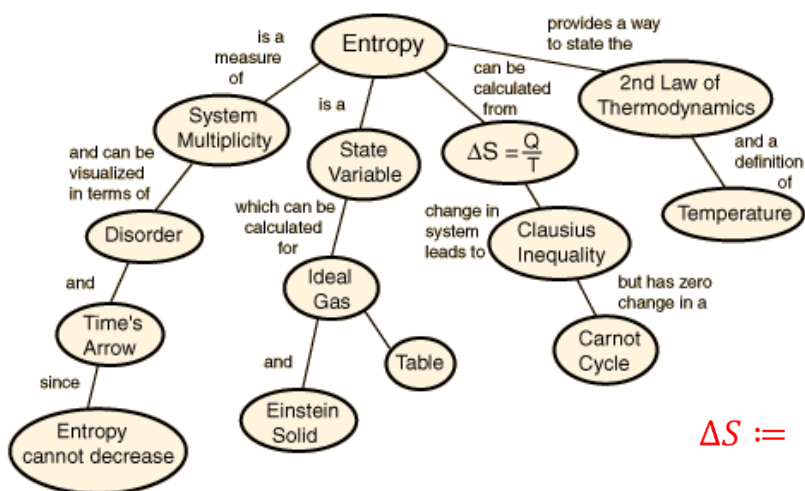 Entropy
is a
measure
of
System
Multiplicity
and can be
visualized
in terms of
Disorder
and
Time's
Arrow
since
Entropy
cannot decrease
is a
State
Variable
which can be
calculated
for
Ideal
Gas
and
Einstein
Solid
Table
can be
calculated
from
ΔS = Q/T
change in
system
leads to
Clausius
Inequality
but has zero
change in a
Carnot
Cycle
provides a way
to state the
2nd Law of
Thermodynamics
and a
definition
of
Temperature
ΔS :=